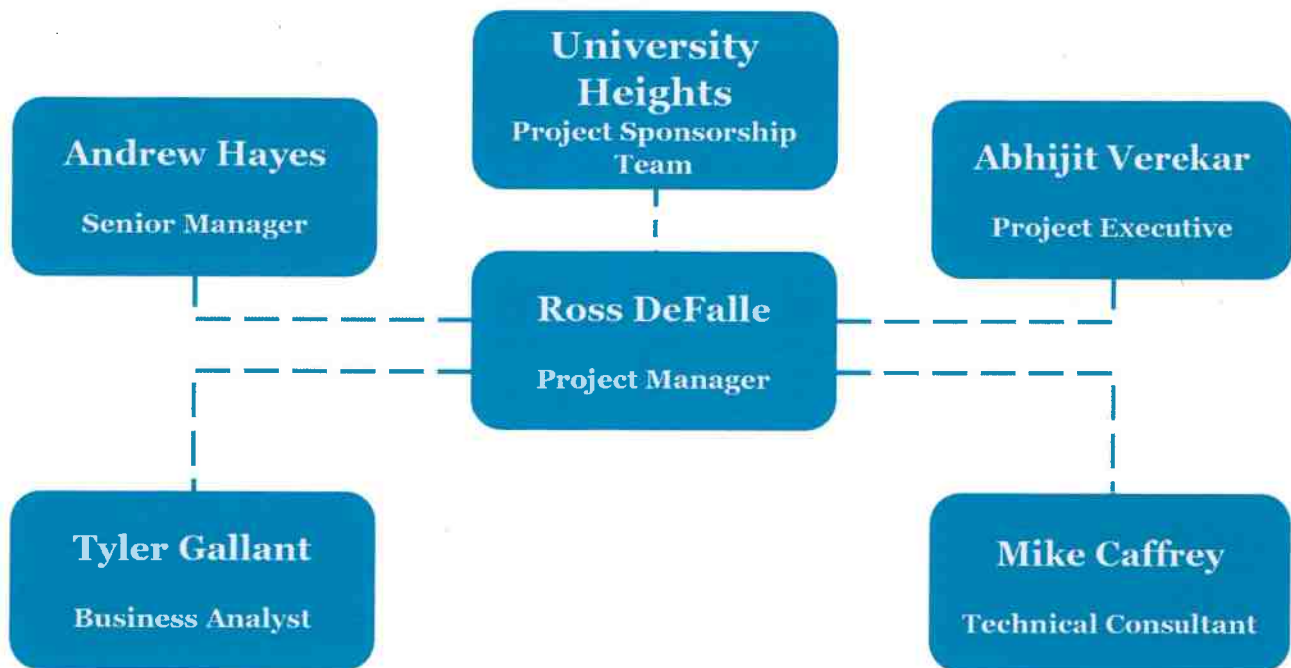 University
Heights
Project Sponsorship
Team
Andrew Hayes
Senior Manager
Abhijit Verekar
Project Executive
Ross DeFalle
Project Manager
Tyler Gallant
Business Analyst
Mike Caffrey
Technical Consultant